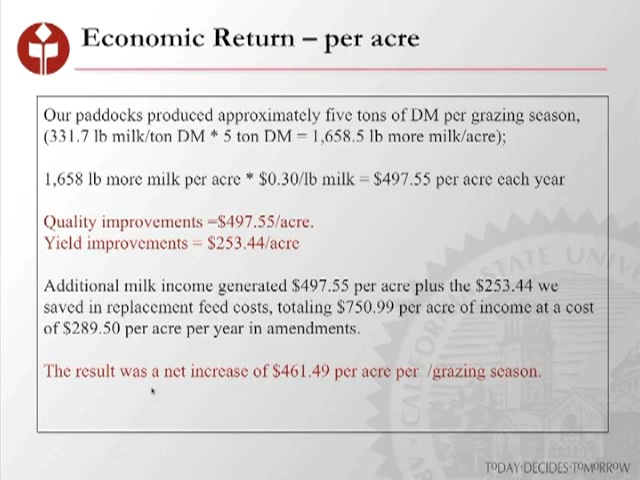 Economic Return – per acre
Our paddocks produced approximately five tons of DM per grazing season,
(331.7 lb milk/ton DM * 5 ton DM = 1,658.5 lb more milk/acre);
1,658 lb more milk per acre * $0.30/lb milk = $497.55 per acre each year
Quality improvements =$497.55/acre.
Yield improvements = $253.44/acre
Additional milk income generated $497.55 per acre plus the $253.44 we
saved in replacement feed costs, totaling $750.99 per acre of income at a cost
of $289.50 per acre per year in amendments.
The result was a net increase of $461.49 per acre per /grazing season.
STATE UNIV
TODAY·DECIDES·TOMORROW